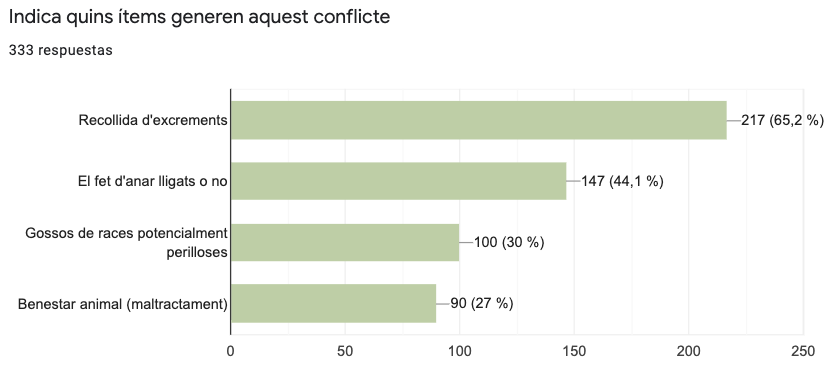 Indica quins ítems generen aquest conflicte
333 respuestas
Recollida d'excrements
217 (65,2 %)
El fet d'anar lligats o no
147 (44,1 %)
Gossos de races potencialment
perilloses
100 (30 %)
Benestar animal (maltractament)
90 (27 %)
0 50 100 150 200 250